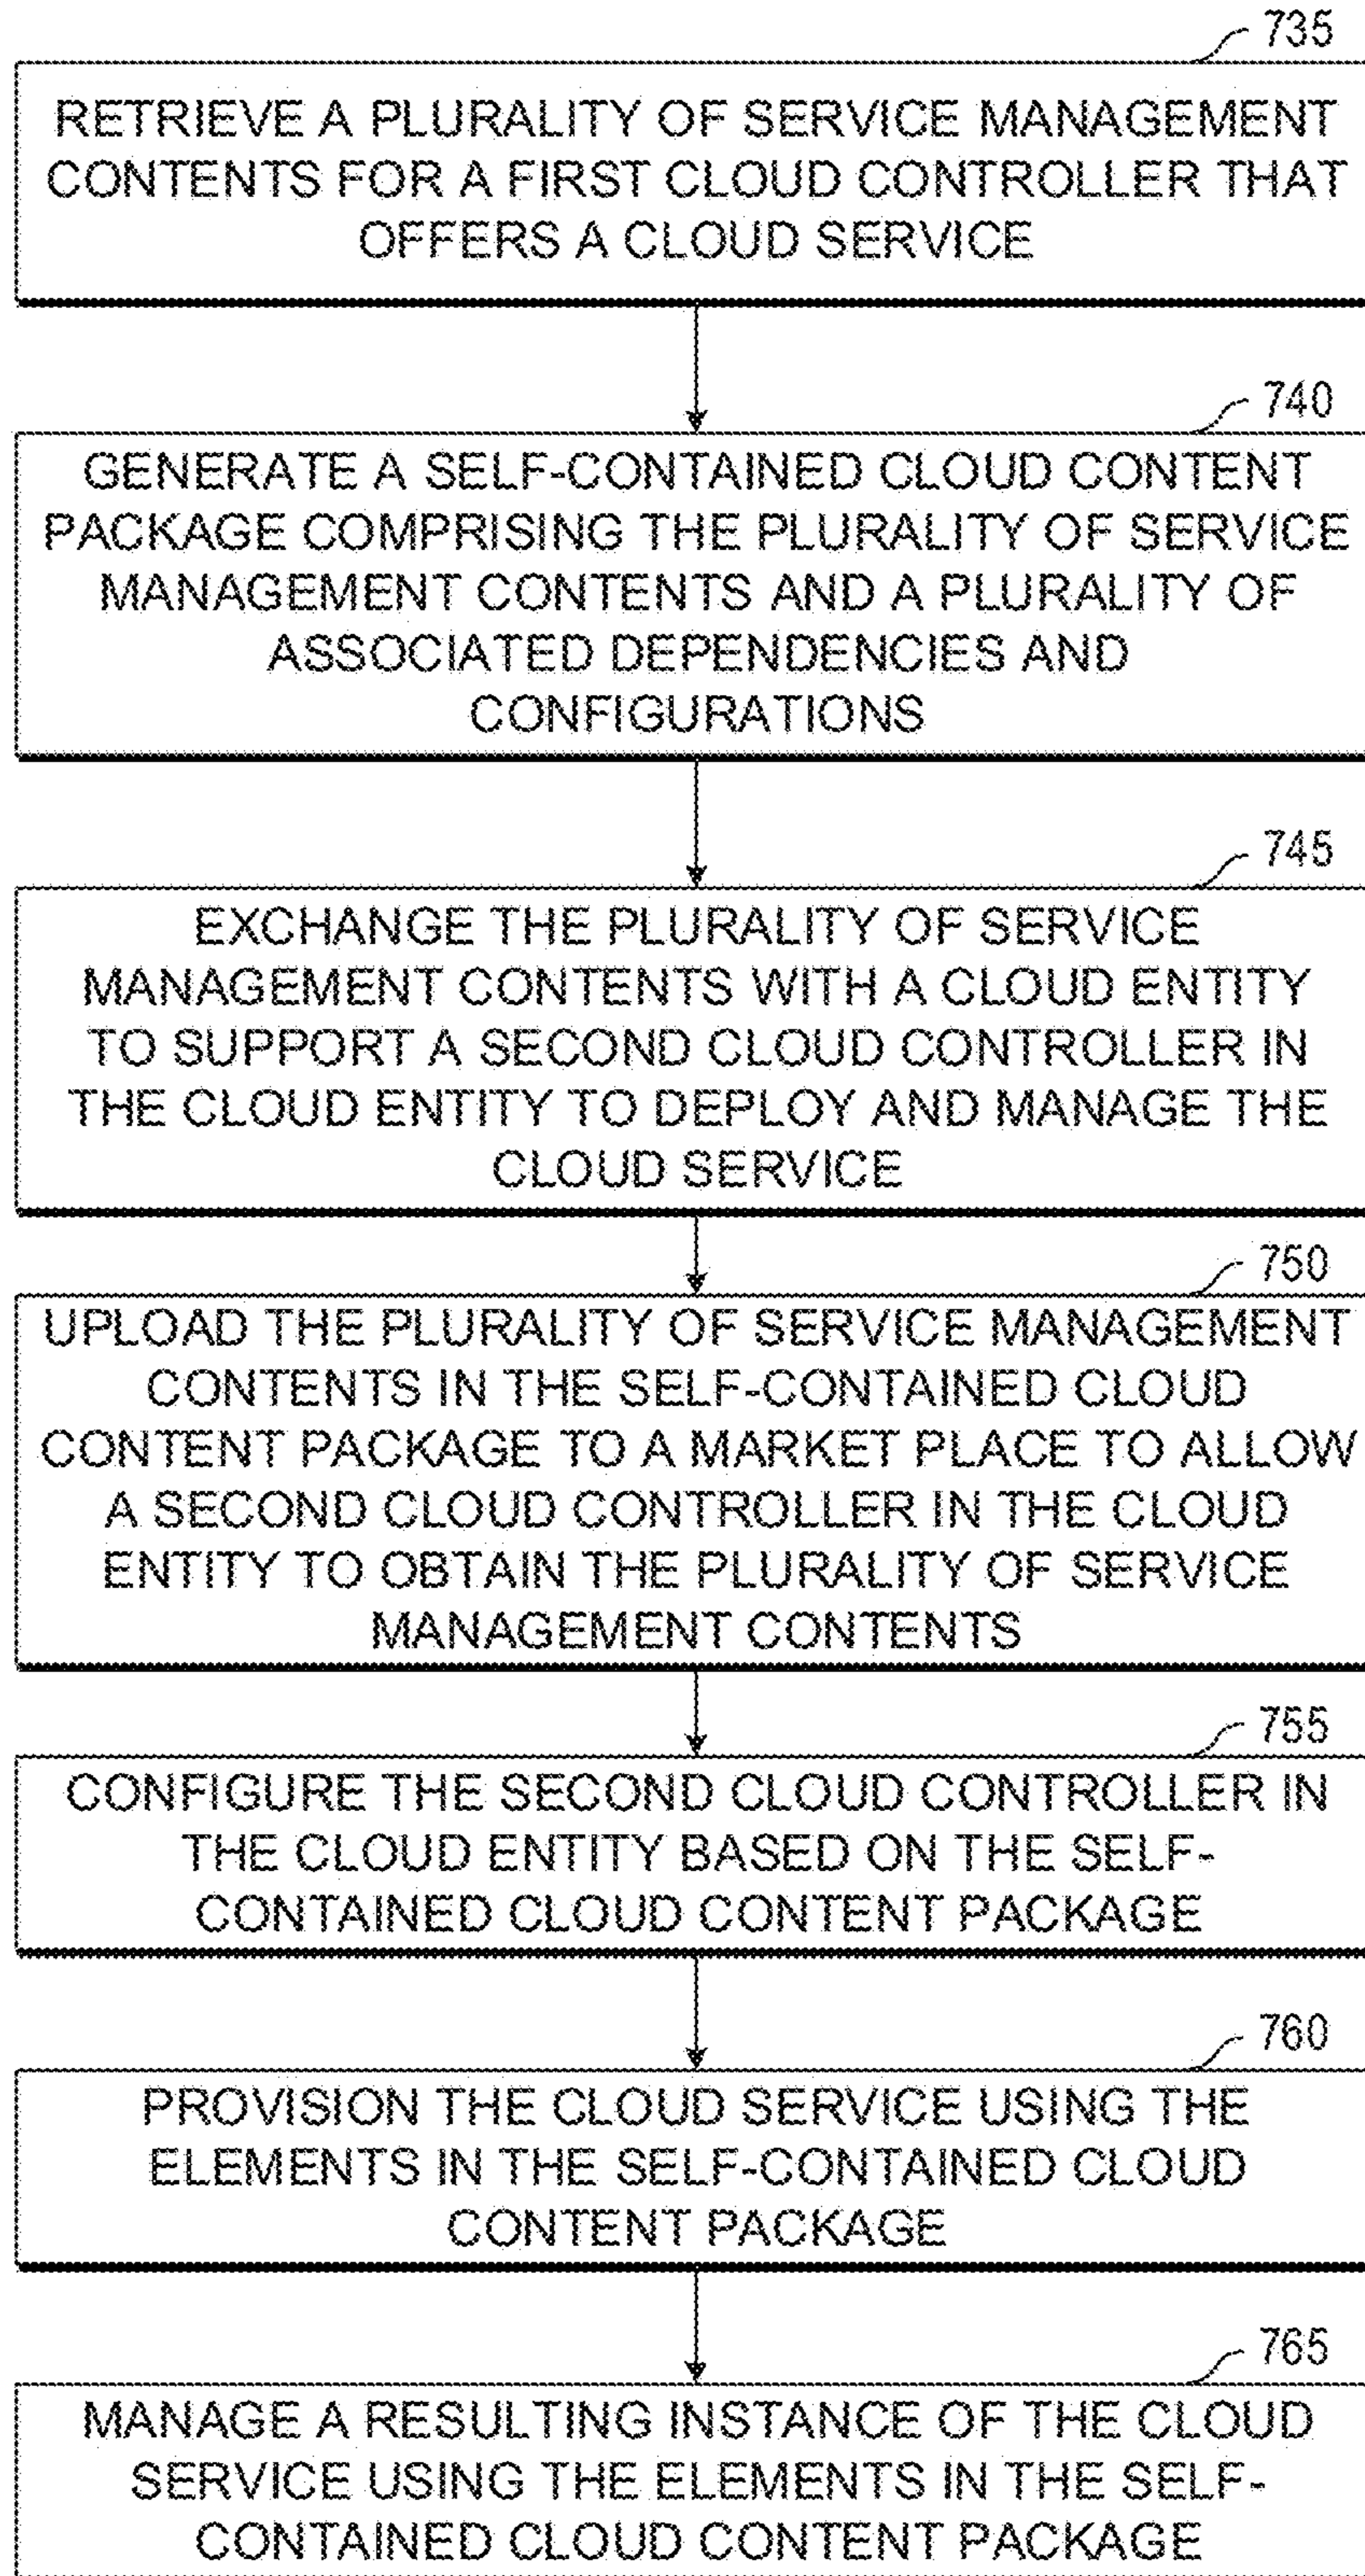 735
RETRIEVE A PLURALITY OF SERVICE MANAGEMENT
CONTENTS FOR A FIRST CLOUD CONTROLLER THAT
OFFERS A CLOUD SERVICE
740
GENERATE A SELF-CONTAINED CLOUD CONTENT
PACKAGE COMPRISING THE PLURALITY OF SERVICE
MANAGEMENT CONTENTS AND A PLURALITY OF
ASSOCIATED DEPENDENCIES AND
CONFIGURATIONS
745
EXCHANGE THE PLURALITY OF SERVICE
MANAGEMENT CONTENTS WITH A CLOUD ENTITY
TO SUPPORT A SECOND CLOUD CONTROLLER IN
THE CLOUD ENTITY TO DEPLOY AND MANAGE THE
CLOUD SERVICE
750
UPLOAD THE PLURALITY OF SERVICE MANAGEMENT
CONTENTS IN THE SELF-CONTAINED CLOUD
CONTENT PACKAGE TO A MARKET PLACE TO ALLOW
A SECOND CLOUD CONTROLLER IN THE CLOUD
ENTITY TO OBTAIN THE PLURALITY OF SERVICE
MANAGEMENT CONTENTS
755
CONFIGURE THE SECOND CLOUD CONTROLLER IN
THE CLOUD ENTITY BASED ON THE SELF-
CONTAINED CLOUD CONTENT PACKAGE
760
PROVISION THE CLOUD SERVICE USING THE
ELEMENTS IN THE SELF-CONTAINED CLOUD
CONTENT PACKAGE
765
MANAGE A RESULTING INSTANCE OF THE CLOUD
SERVICE USING THE ELEMENTS IN THE SELF-
CONTAINED CLOUD CONTENT PACKAGE